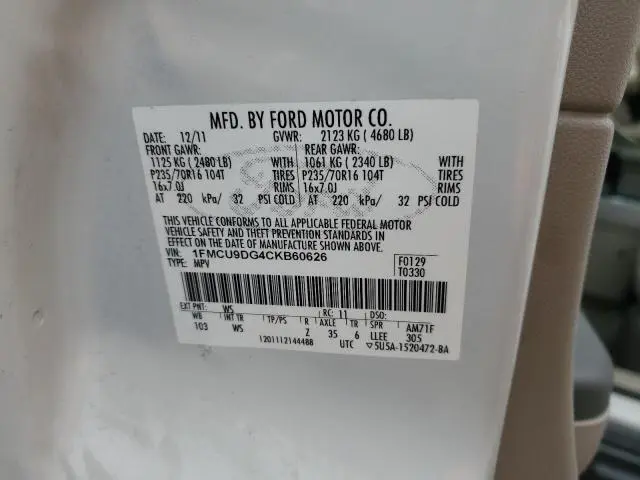 MFD. BY FORD MOTOR CO.
DATE: 12/11 GVWR: 2123 KG ( 4680 LB)
FRONT GAWR: REAR GAWR:
1125 KG ( 2480 LB) WITH 1061 KG ( 2340 LB) WITH
P235/70R16 104T TIRES P235/70R16 104T TIRES
16x7.0J RIMS 16x7.0J RIMS
AT 220 kPa/ 32 PSI COLD AT 220 kPa/ 32 PSI COLD
THIS VEHICLE CONFORMS TO ALL APPLICABLE FEDERAL MOTOR
VEHICLE SAFETY AND THEFT PREVENTION STANDARDS IN
EFFECT ON THE DATE OF MANUFACTURE SHOWN ABOVE.
VIN: 1FMCU9DG4CKB60626 F0129
TYPE: MPV T0330
EXT PNT: WS RC: 11 DSO:
WB INT TR TP/PS R AXLE TR SPR AM71F
103 WS Z 35 6 LLEE 305
1201112144488 UTC ▽5U5A-1520472-BA